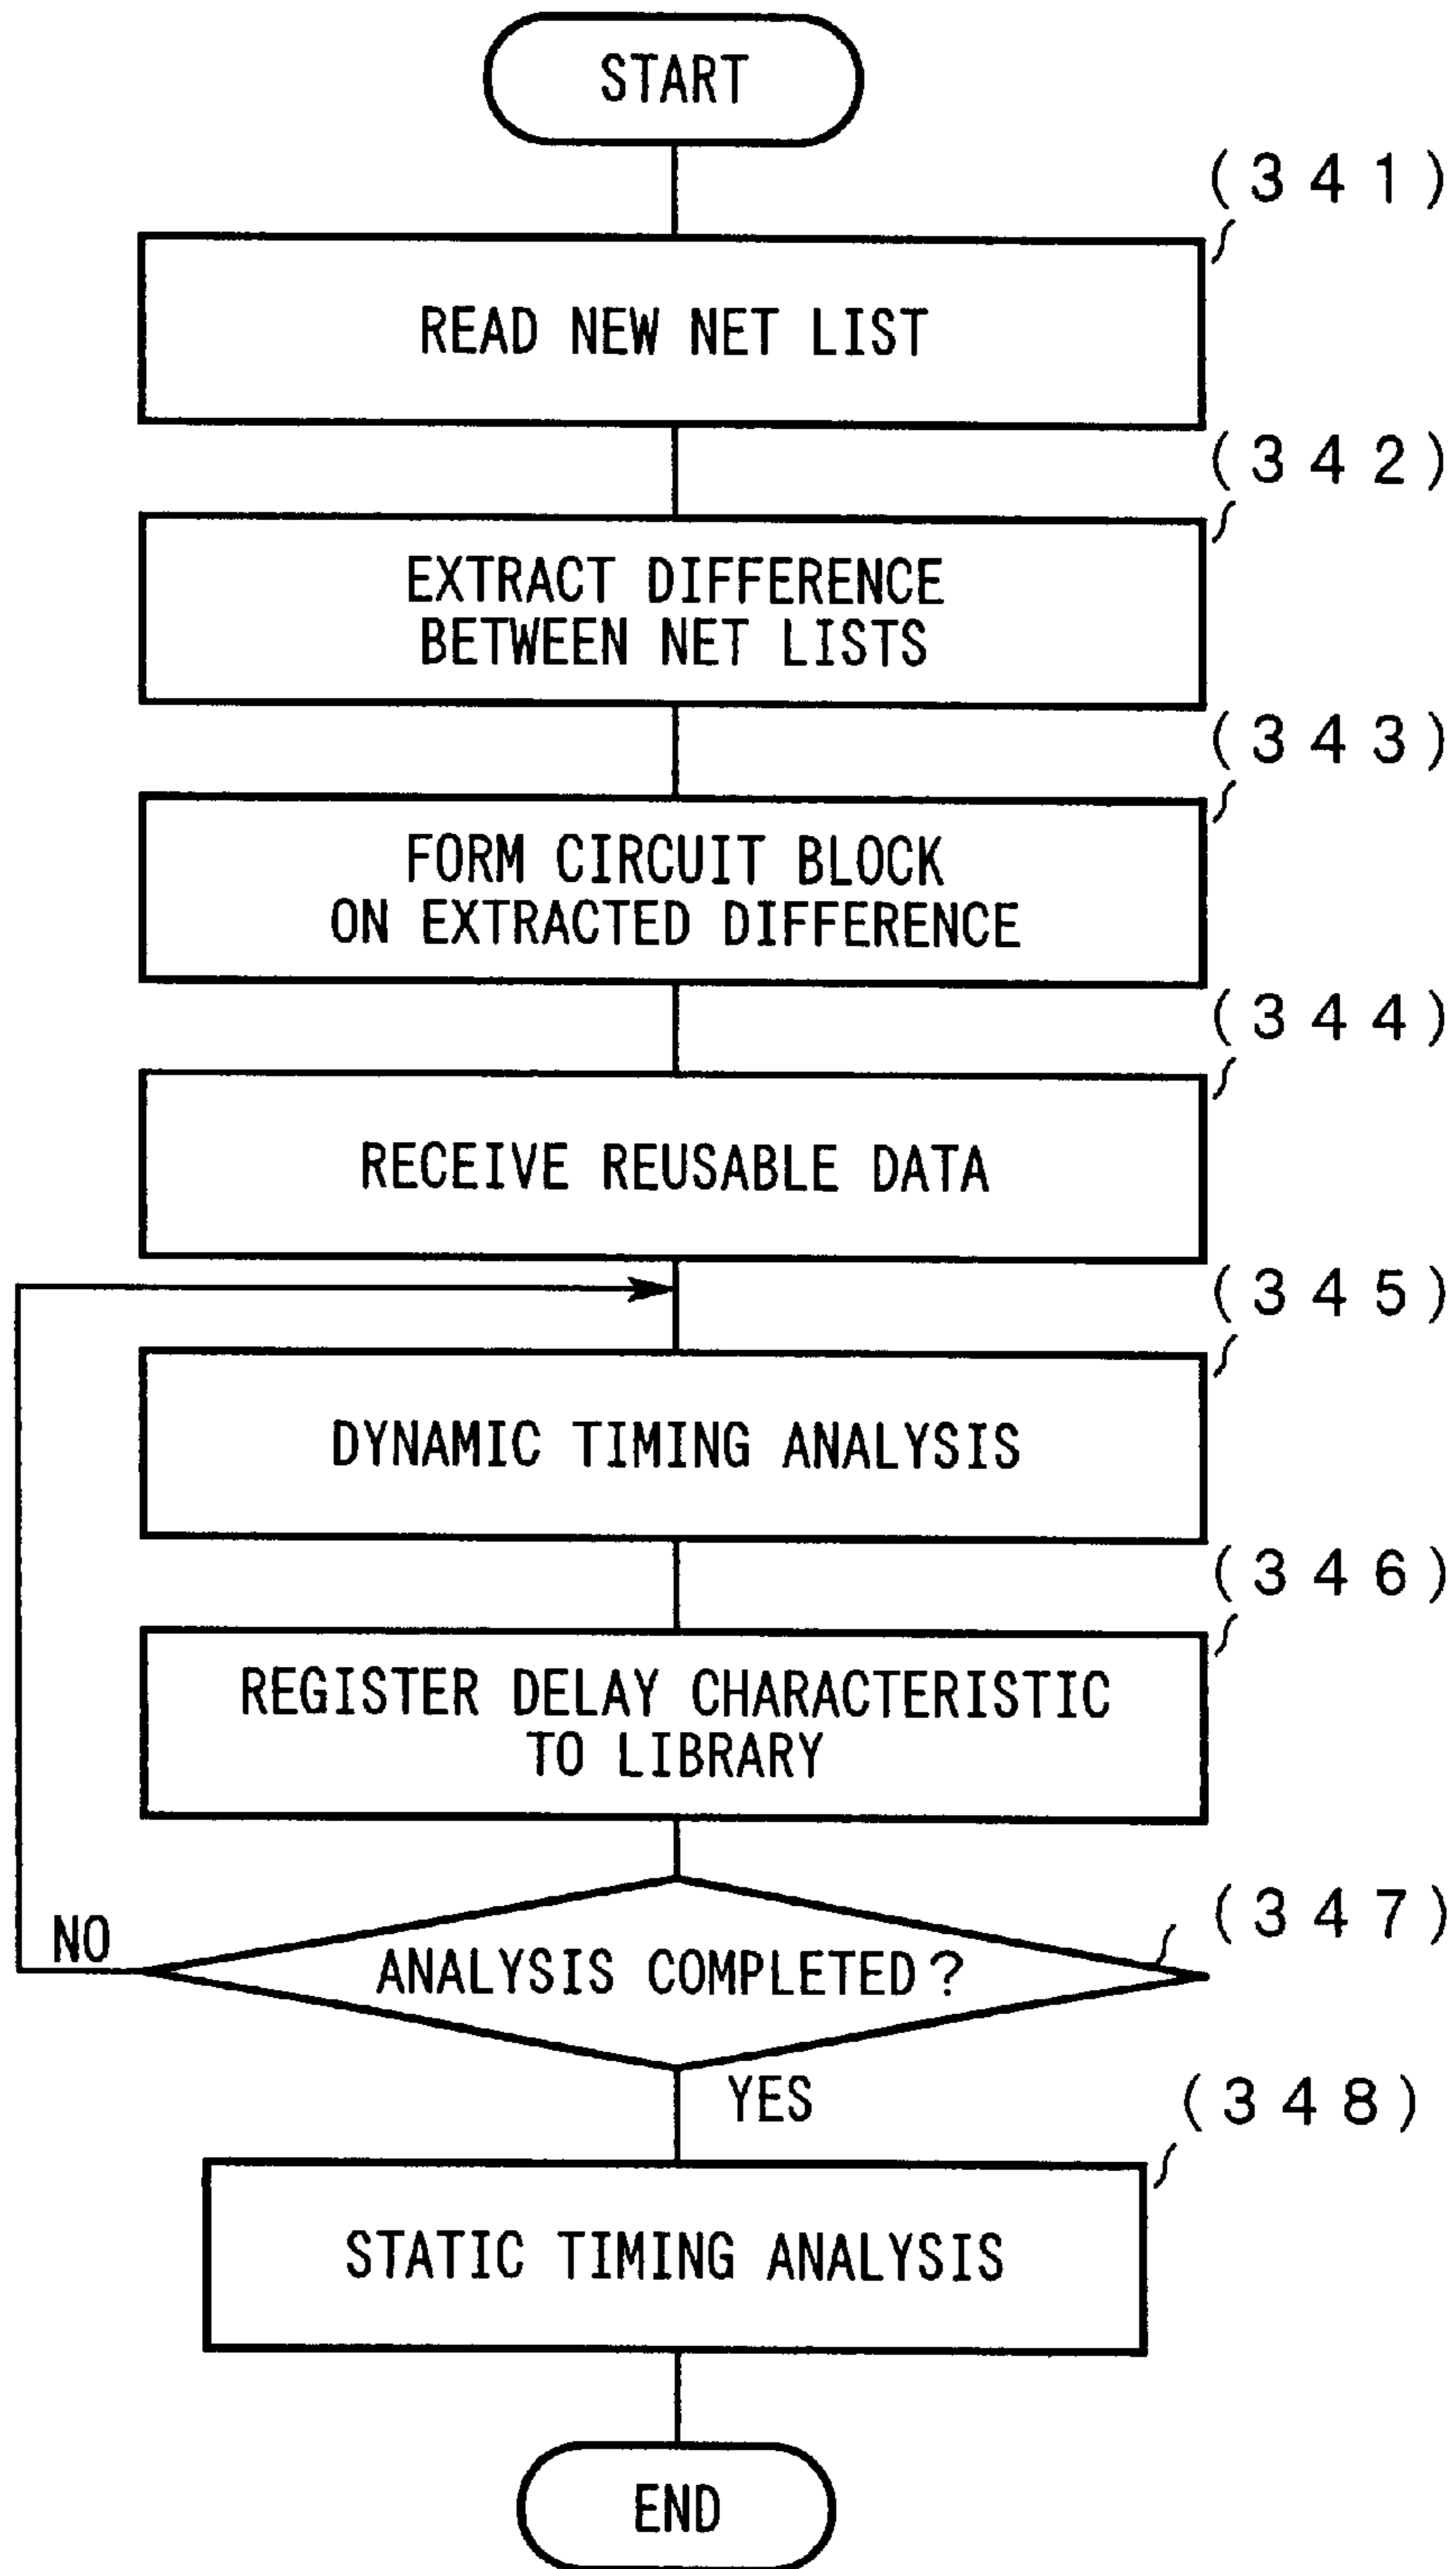 START
(341)
READ NEW NET LIST
(342)
EXTRACT DIFFERENCE
BETWEEN NET LISTS
(343)
FORM CIRCUIT BLOCK
ON EXTRACTED DIFFERENCE
(344)
RECEIVE REUSABLE DATA
(345)
DYNAMIC TIMING ANALYSIS
(346)
REGISTER DELAY CHARACTERISTIC
TO LIBRARY
(347)
NO
ANALYSIS COMPLETED?
YES
(348)
STATIC TIMING ANALYSIS
END